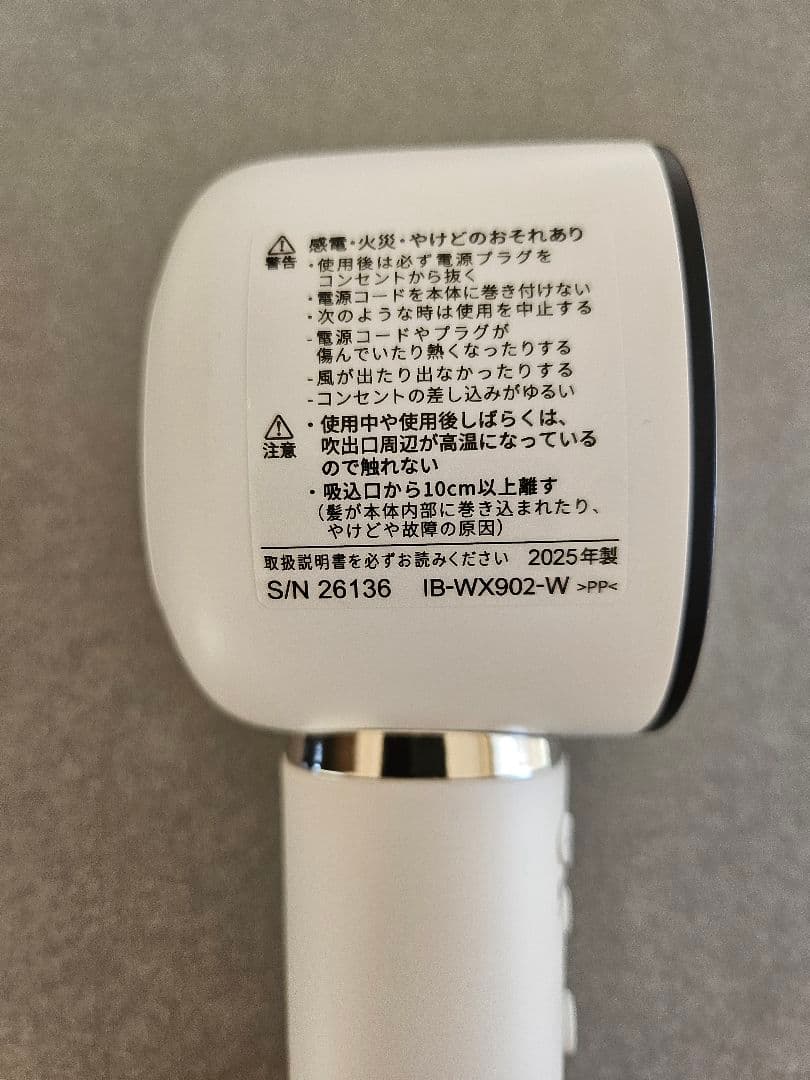 警告 感電・火災・やけどのおそれあり
・使用後は必ず電源プラグを
コンセントから抜く
・電源コードを本体に巻き付けない
・次のような時は使用を中止する
-電源コードやプラグが
傷んでいたり熱くなったりする
-風が出たり出なかったりする
-コンセントの差し込みがゆるい
注意 ・使用中や使用後しばらくは、
吹出口周辺が高温になっている
ので触れない
・吸込口から10cm以上離す
（髪が本体内部に巻き込まれたり、
やけどや故障の原因）
取扱説明書を必ずお読みください 2025年製
S/N 26136 IB-WX902-W >PP<